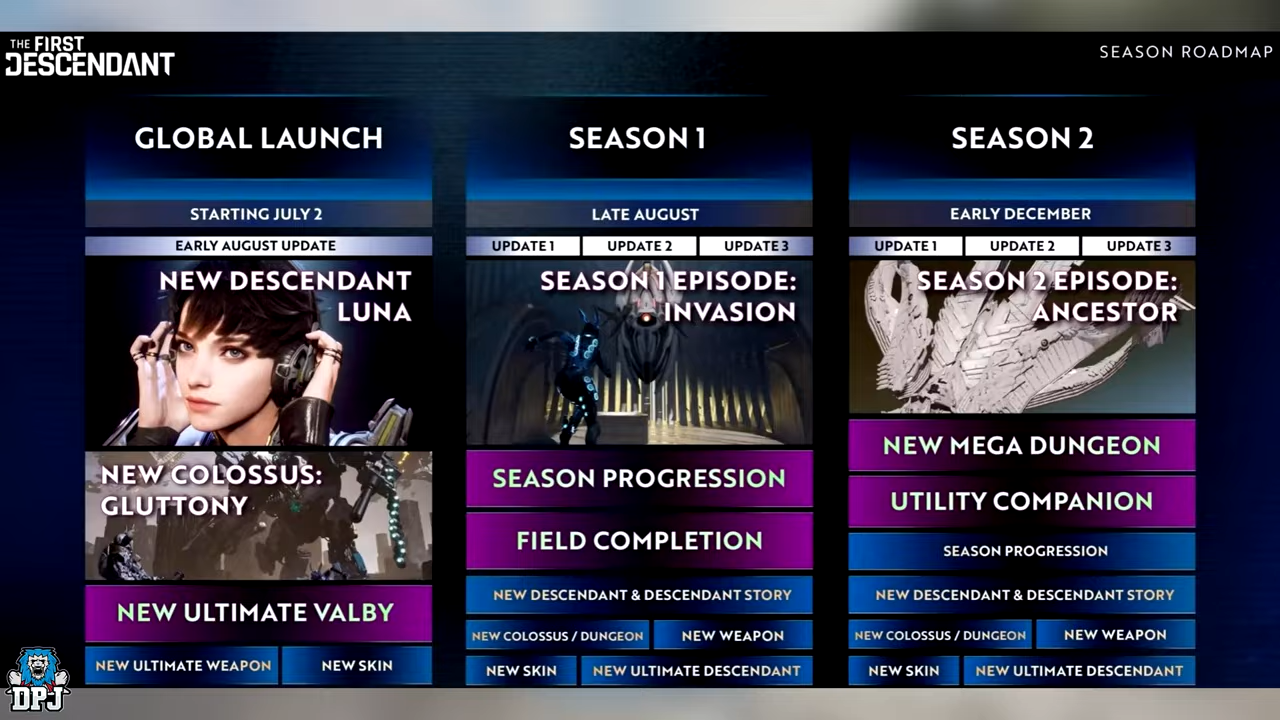 THE FIRST
DESCENDANT
SEASON ROADMAP
GLOBAL LAUNCH
STARTING JULY 2
EARLY AUGUST UPDATE
NEW DESCENDANT
LUNA
NEW COLOSSUS:
GLUTTONY
NEW ULTIMATE VALBY
NEW ULTIMATE WEAPON
NEW SKIN
SEASON 1
LATE AUGUST
UPDATE 1
UPDATE 2
UPDATE 3
SEASON 1 EPISODE:
INVASION
SEASON PROGRESSION
FIELD COMPLETION
NEW DESCENDANT & DESCENDANT STORY
NEW COLOSSUS / DUNGEON
NEW WEAPON
NEW SKIN
NEW ULTIMATE DESCENDANT
SEASON 2
EARLY DECEMBER
UPDATE 1
UPDATE 2
UPDATE 3
SEASON 2 EPISODE:
ANCESTOR
NEW MEGA DUNGEON
UTILITY COMPANION
SEASON PROGRESSION
NEW DESCENDANT & DESCENDANT STORY
NEW COLOSSUS / DUNGEON
NEW WEAPON
NEW SKIN
NEW ULTIMATE DESCENDANT
DPJ